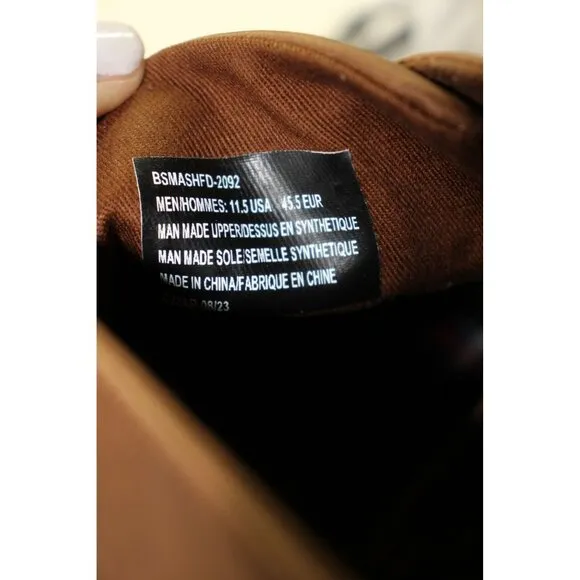 BSMASHFD-2092
MEN/HOMMES: 11.5 USA 45.5 EUR
MAN MADE UPPER/DESSUS EN SYNTHETIQUE
MAN MADE SOLE/SEMELLE SYNTHETIQUE
MADE IN CHINA/FABRIQUE EN CHINE
08/23